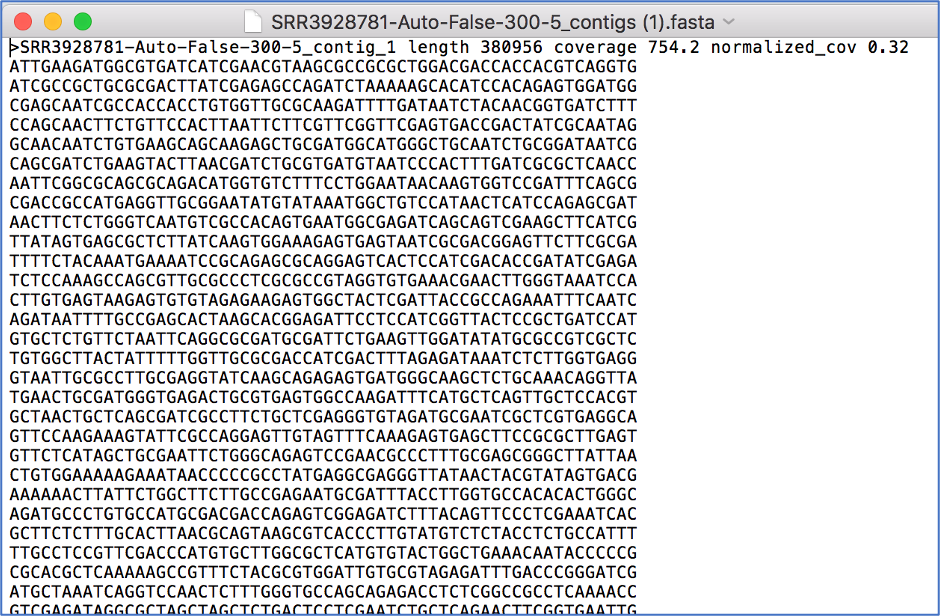 SRR3928781-Auto-False-300-5_contigs (1).fasta
>SRR3928781-Auto-False-300-5_contig_1 length 380956 coverage 754.2 normalized_cov 0.32
ATTGAAGATGGCGTGATCATCGAACGTAAGCGCCGCGCTGGACGACCACCACGTCAGGTG
ATCGCCGCTGCGCGACTTATCGAGAGCCAGATCTAAAAAGCACATCCACAGAGTGGATGG
CGAGCAATCGCCACCACCTGTGGTTGCGCAAGATTTTGATAATCTACAACGGTGATCTTT
CCAGCAACTTCTGTTCCACTTAATTCTTCGTTCGGTTCGAGTGACCGACTATCGCAATAG
GCAACAATCTGTGAAGCAGCAAGAGCTGCGATGGCATGGGCTGCAATCTGCGGATAATCG
CAGCGATCTGAAGTACTTAACGATCTGCGTGATGTAATCCCACTTTGATCGCGCTCAACC
AATTCGGCGCAGCGCAGACATGGTGTCTTTCCTGGAATAACAAGTGGTCCGATTTCAGCG
CGACCGCCATGAGGTTGCGGAATATGTATAAATGGCTGTCCATAACTCATCCAGAGCGAT
AACTTCTCTGGGTCAATGTCGCCACAGTGAATGGCGAGATCAGCAGTCGAAGCTTCATCG
TTATAGTGAGCGCTCTTATCAAGTGGAAAGAGTGAGTAATCGCGACGGAGTTCTTCGCGA
TTTTCTACAAATGAAAATCCGCAGAGCGCAGGAGTCACTCCATCGACACCGATATCGAGA
TCTCCAAAGCCAGCGTTGCGCCCTCGCGCCGTAGGTGTGAAACGAACTTGGGTAAATCCA
CTTGTGAGTAAGAGTGTGTAGAGAAGAGTGGCTACTCGATTACCGCCAGAAATTTCAATC
AGATAATTTTGCCGAGCACTAAGCACGGAGATTCCTCCATCGGTTACTCCGCTGATCCAT
GTGCTCTGTTCTAATTCAGGCGCGATGCGATTCTGAAGTTGGATATATGCGCCGTCGCTC
TGTGGCTTACTATTTTTGGTTGCGCGACCATCGACTTTAGAGATAAATCTCTTGGTGAGG
GTAATTGCGCCTTGCGAGGTATCAAGCAGAGAGTGATGGGCAAGCTCTGCAAACAGGTTA
TGAACTGCGATGGGTGAGACTGCGTGAGTGGCCAAGATTTCATGCTCAGTTGCTCCACGT
GCTAACTGCTCAGCGATCGCCTTCTGCTCGAGGGTGTAGATGCGAATCGCTCGTGAGGCA
GTTCCAAGAAAGTATTCGCCAGGAGTTGTAGTTTCAAAGAGTGAGCTTCCGCGCTTGAGT
GTTCTCATAGCTGCGAATTCTGGGCAGAGTCCGAACGCCCTTTGCGAGCGGGCTTATTAA
CTGTGGAAAAAGAAATAACCCCCGCCTATGAGGCGAGGGTTATAACTACGTATAGTGACG
AAAAAACTTATTCTGGCTTCTTGCCGAGAATGCGATTTACCTTGGTGCCACACACTGGGC
AGATGCCCTGTGCCATGCGACGACCAGAGTCGGAGATCTTTACAGTTCCCTCGAAATCAC
GCTTCTCTTTGCACTTAACGCAGTAAGCGTCACCCTTGTATGTCTCTACCTCTGCCATTT
TTGCCTCCGTTCGACCCATGTGCTTGGCGCTCATGTGTACTGGCTGAAACAATACCCCCG
CGCACGCTCAAAAAGCCGTTTCTACGCGTGGATTGTGCGTAGAGATTTGACCCGGGATCG
ATGCTAAATCAGGTCCAACTCTTTGGGTGCCAGCAGAGACCTCTCGGCCGCCTCAAAACC
GTCGAGATAGGCGCTAGCTAGCTCTGACTCCTCGAATCTGCTCAGAACTTCGGTGAATTG